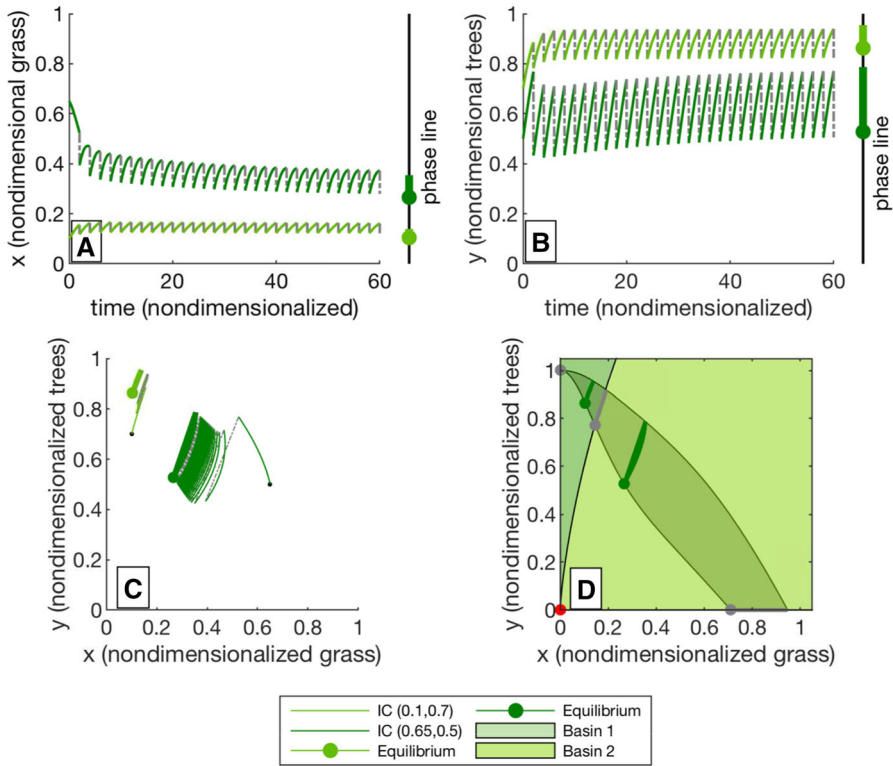 1
0.8
0.6
0.4
0.2
0
x (nondimensional grass)
A
0
20
40
60
time (nondimensionalized)
phase line
1
0.8
0.6
0.4
0.2
0
y (nondimensional trees)
B
0
20
40
60
time (nondimensionalized)
phase line
1
0.8
0.6
0.4
0.2
0
y (nondimensionalized trees)
C
0
0.2
0.4
0.6
0.8
1
x (nondimensionalized grass)
1
0.8
0.6
0.4
0.2
0
y (nondimensionalized trees)
D
0
0.2
0.4
0.6
0.8
1
x (nondimensionalized grass)
IC (0.1,0.7)
IC (0.65,0.5)
Equilibrium
Equilibrium
Basin 1
Basin 2